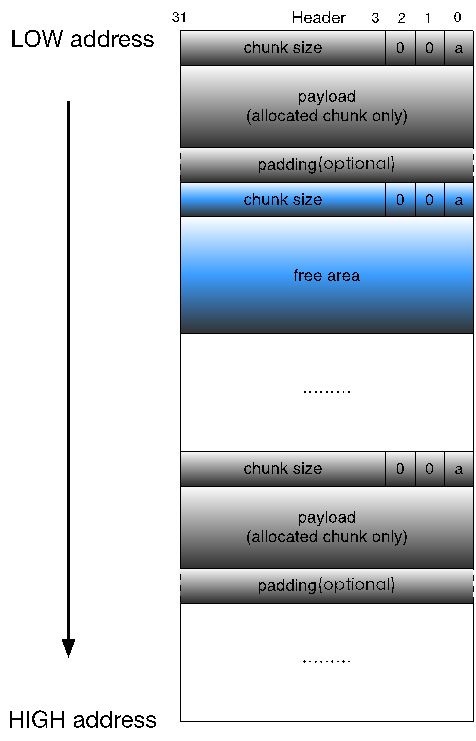 31 Header 3 2 1 0
LOW address
chunk size 0 0 a
payload
(allocated chunk only)
padding(optional)
chunk size 0 0 a
free area
.........
chunk size 0 0 a
payload
(allocated chunk only)
padding(optional)
.........
HIGH address